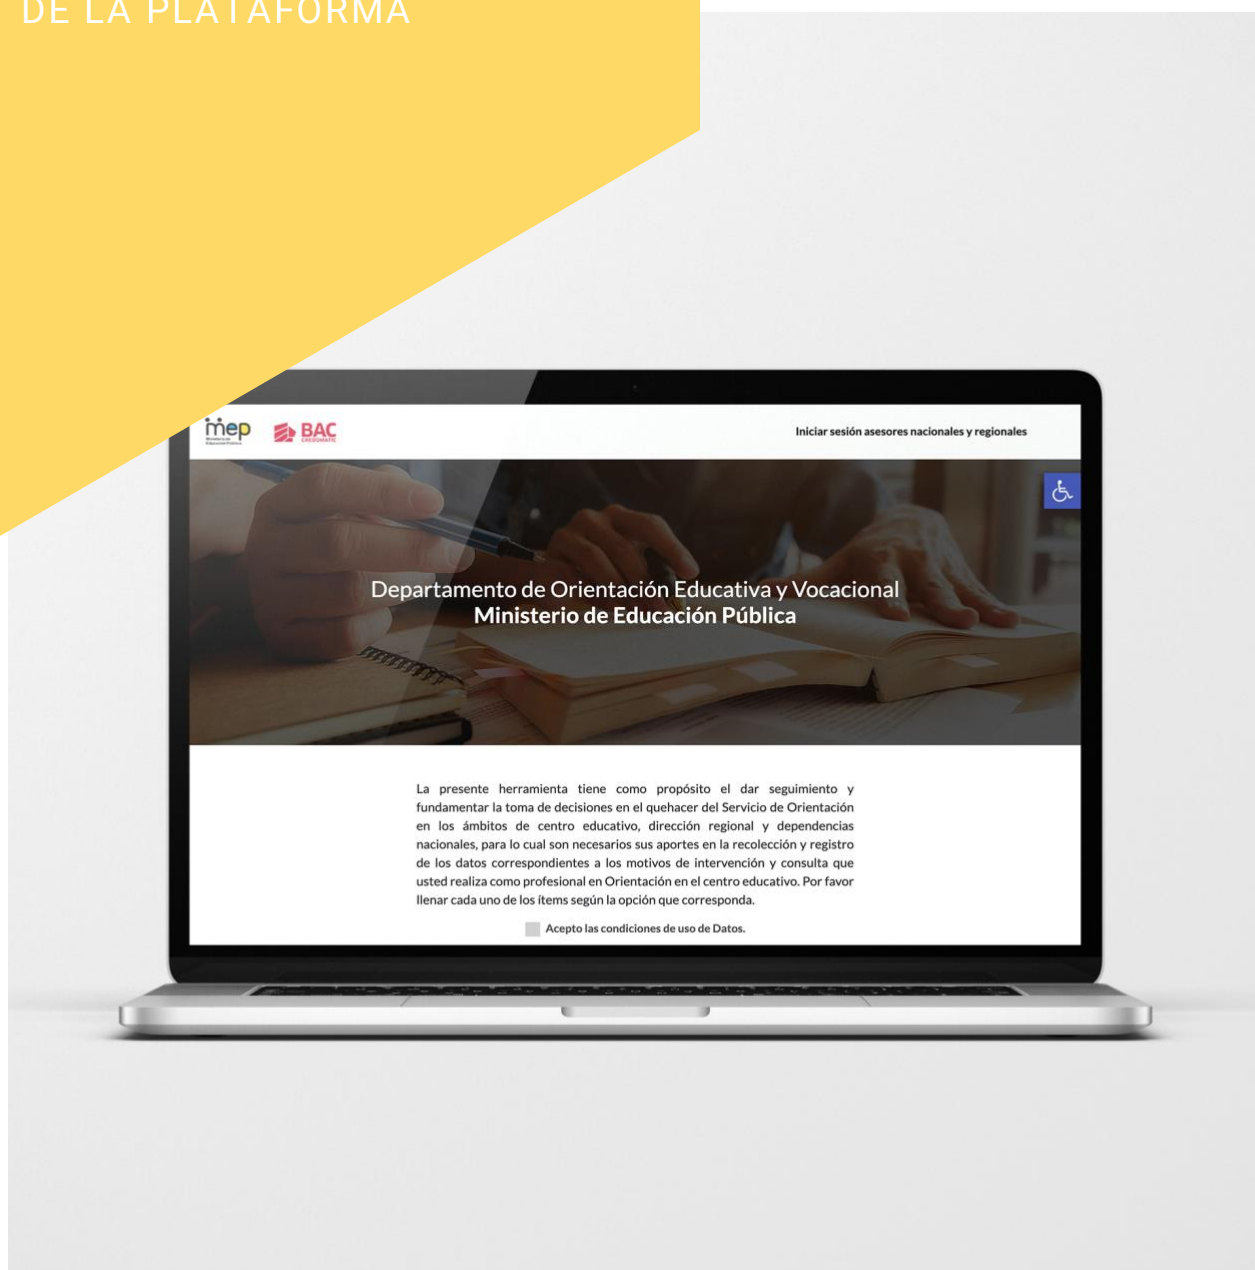 DE LA PLATAFORMA
mep
Ministerio de
Educación Pública
BAC
CREDOMATIC
Iniciar sesión asesores nacionales y regionales
Departamento de Orientación Educativa y Vocacional
Ministerio de Educación Pública
La presente herramienta tiene como propósito el dar seguimiento y
fundamentar la toma de decisiones en el quehacer del Servicio de Orientación
en los ámbitos de centro educativo, dirección regional y dependencias
nacionales, para lo cual son necesarios sus aportes en la recolección y registro
de los datos correspondientes a los motivos de intervención y consulta que
usted realiza como profesional en Orientación en el centro educativo. Por favor
llenar cada uno de los ítems según la opción que corresponda.
Acepto las condiciones de uso de Datos.